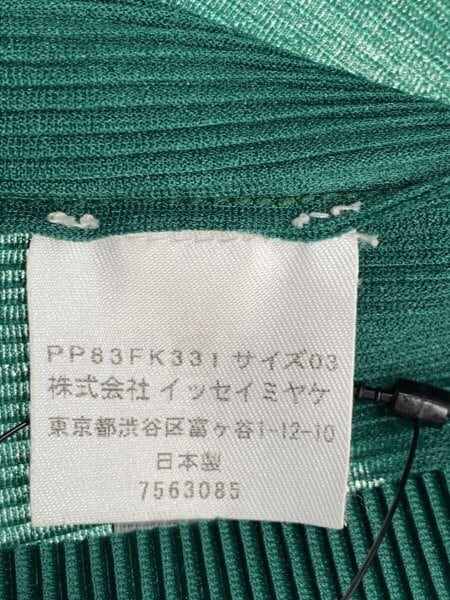 PP83FK331 サイズ03
株式会社 イッセイミヤケ
東京都渋谷区富ヶ谷1-12-10
日本製
7563085